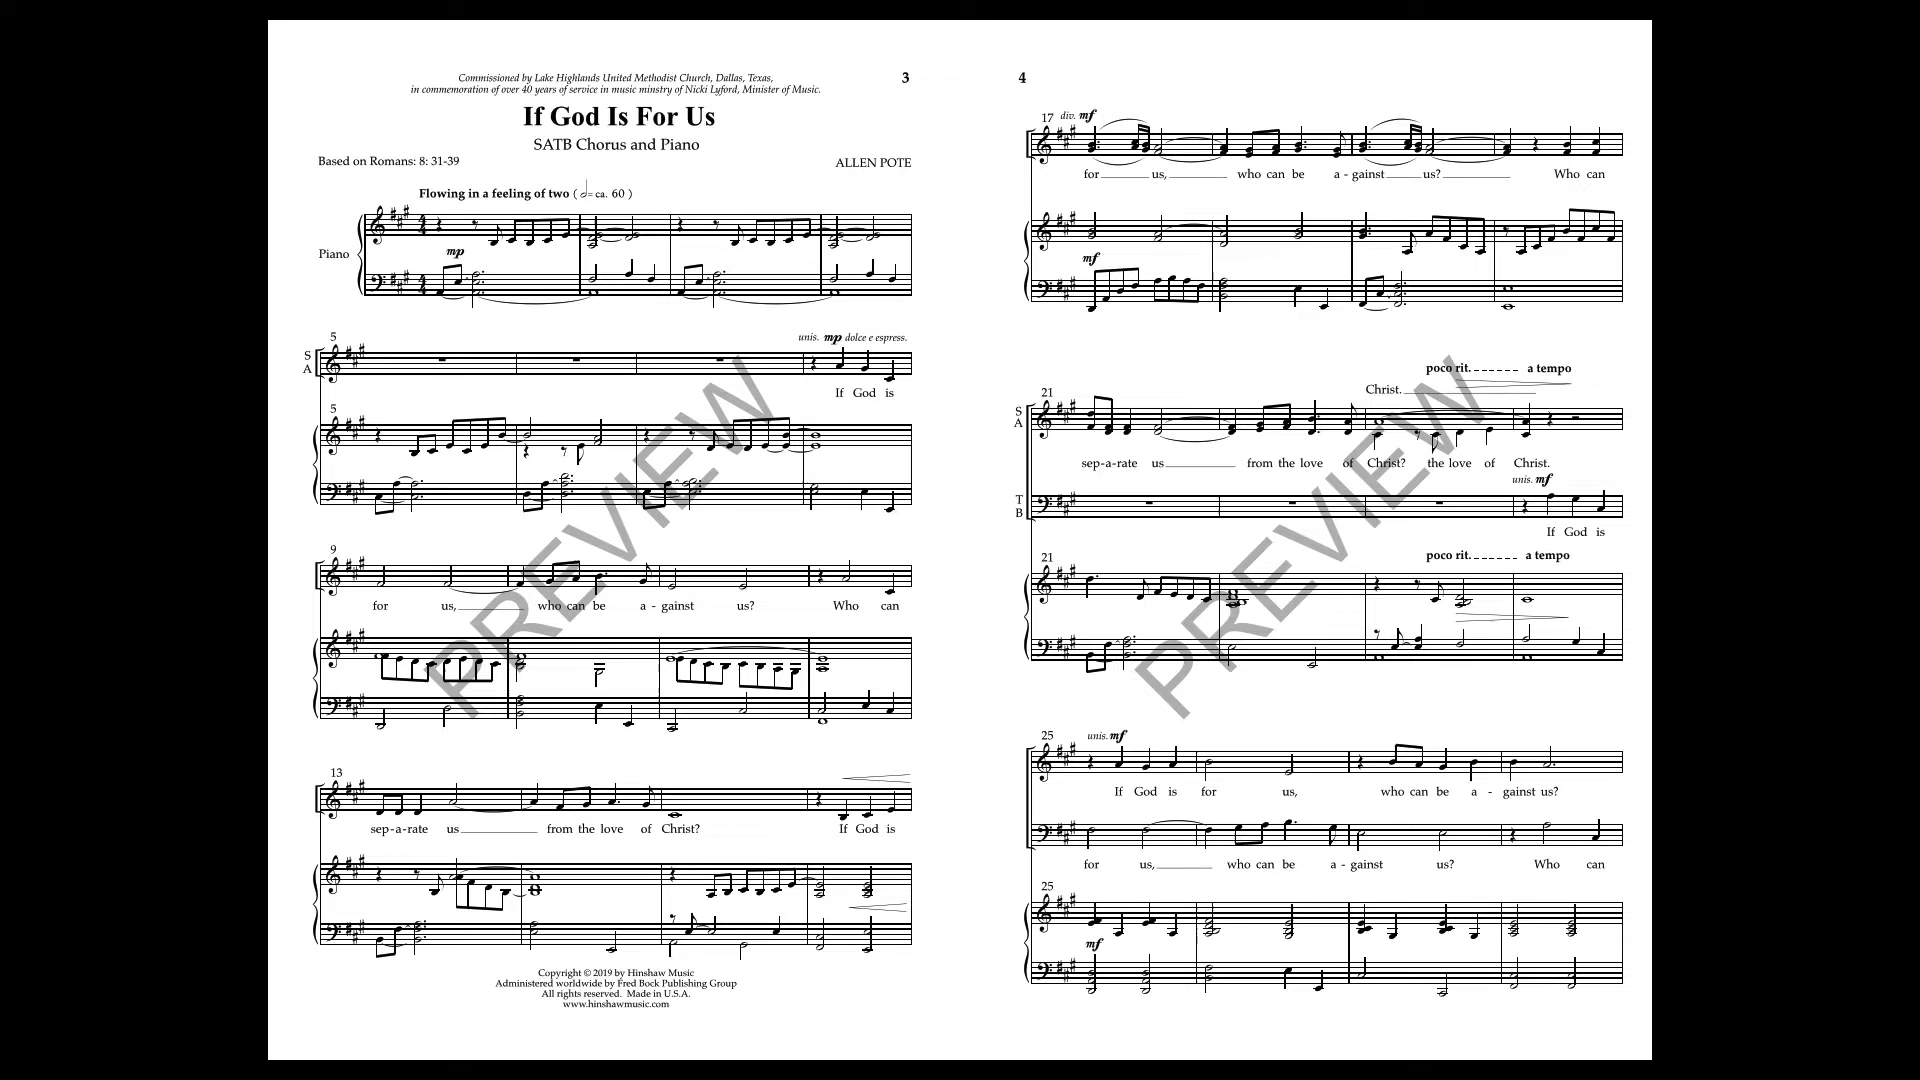 Commissioned by Lake Highlands United Methodist Church, Dallas, Texas,
in commemoration of over 40 years of service in music minstry of Nicki Lyford, Minister of Music.
3
If God Is For Us
SATB Chorus and Piano
Based on Romans: 8: 31-39
ALLEN POTE
Flowing in a feeling of two ( = ca. 60 )
Piano
mp
5
unis. mp dolce e espress.
S
A
If God is
5
9
for us, who can be a - gainst us? Who can
13
sep-a-rate us from the love of Christ? If God is
Copyright © 2019 by Hinshaw Music
Administered worldwide by Fred Bock Publishing Group
All rights reserved. Made in U.S.A.
www.hinshawmusic.com
PREVIEW
4
17 div. mf
for us, who can be a - gainst us? Who can
mf
poco rit. a tempo
Christ.
21
S
A
sep-a-rate us from the love of Christ? the love of Christ.
unis. mf
T
B
If God is
21
poco rit. a tempo
25
unis. mf
If God is for us, who can be a - gainst us?
for us, who can be a - gainst us? Who can
25
mf
PREVIEW